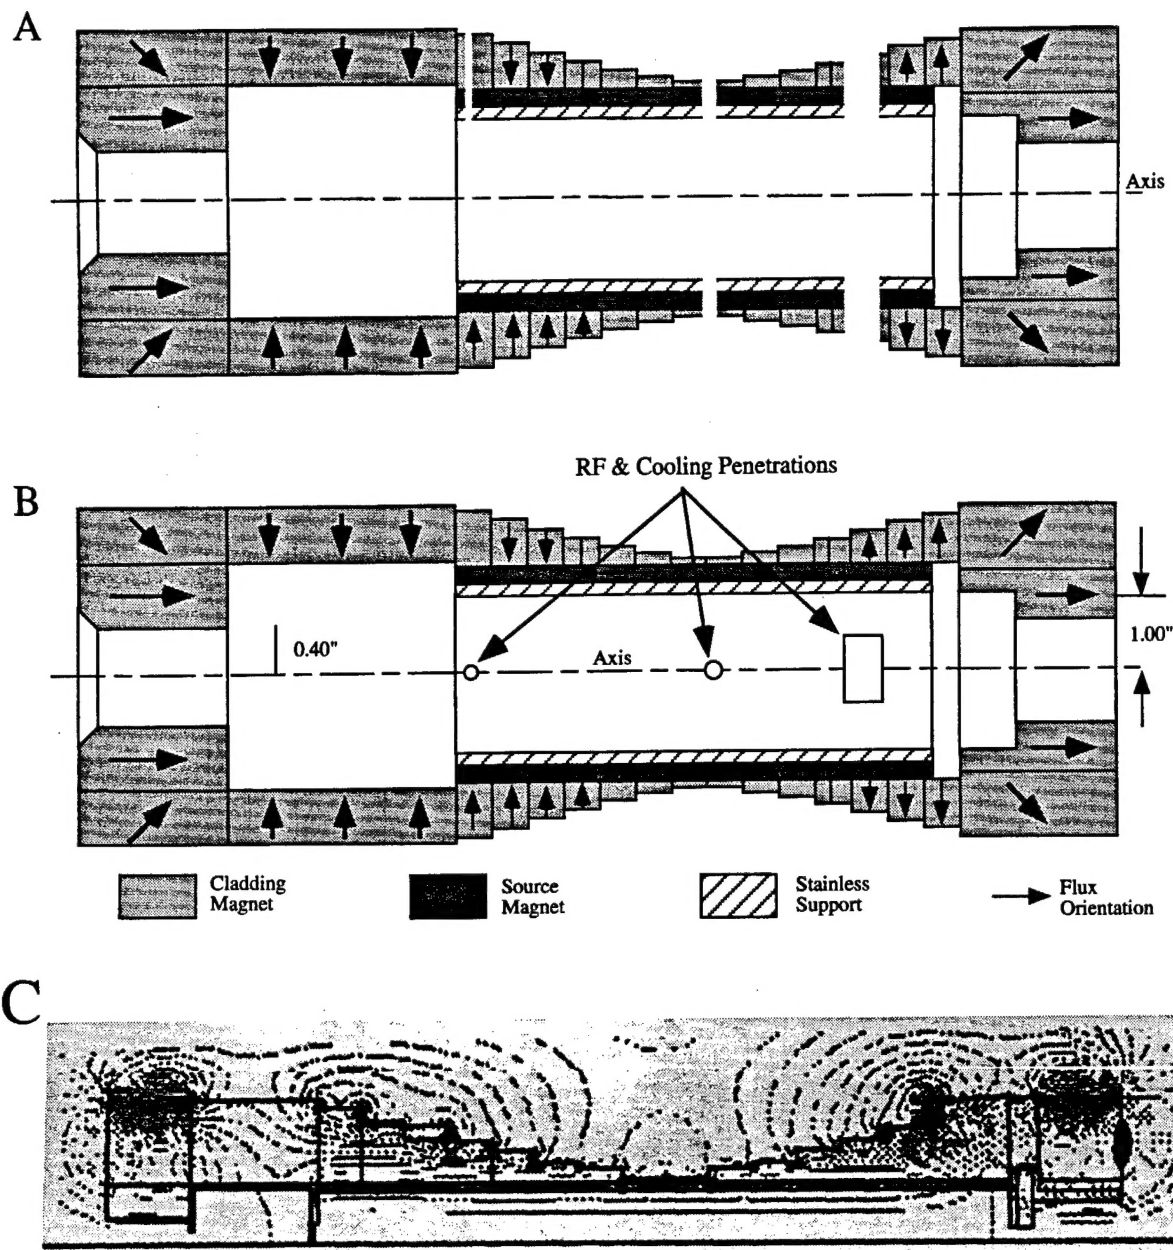 A
Axis
RF & Cooling Penetrations
B
0.40"
Axis
1.00"
Cladding
Magnet
Source
Magnet
Stainless
Support
Flux
Orientation
C